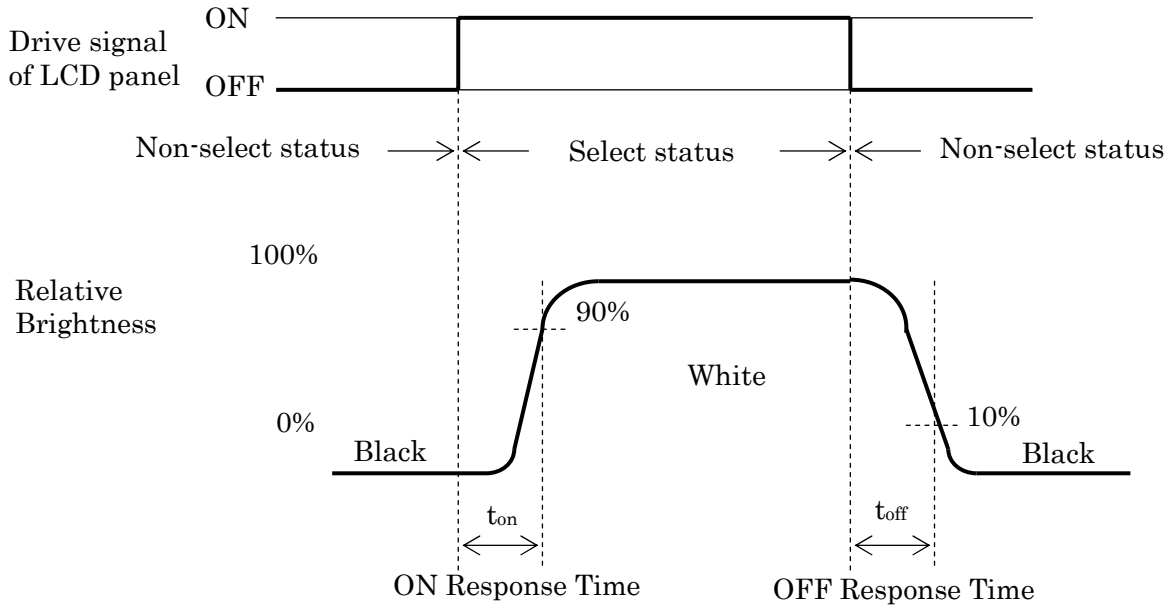 ON
Drive signal
of LCD panel
OFF
Non-select status
Select status
Non-select status
100%
Relative
Brightness
90%
White
0%
10%
Black
Black
ton
toff
ON Response Time
OFF Response Time